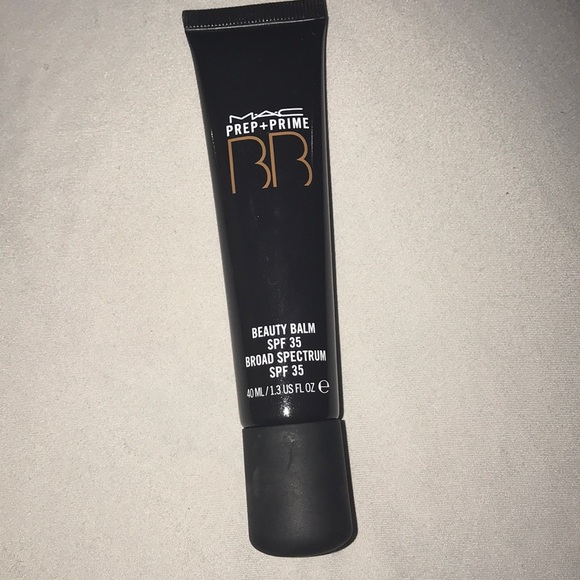 MAC
PREP+PRIME
BB
BEAUTY BALM
SPF 35
BROAD SPECTRUM
SPF 35
40 ML / 1.3 US FL OZ ℮